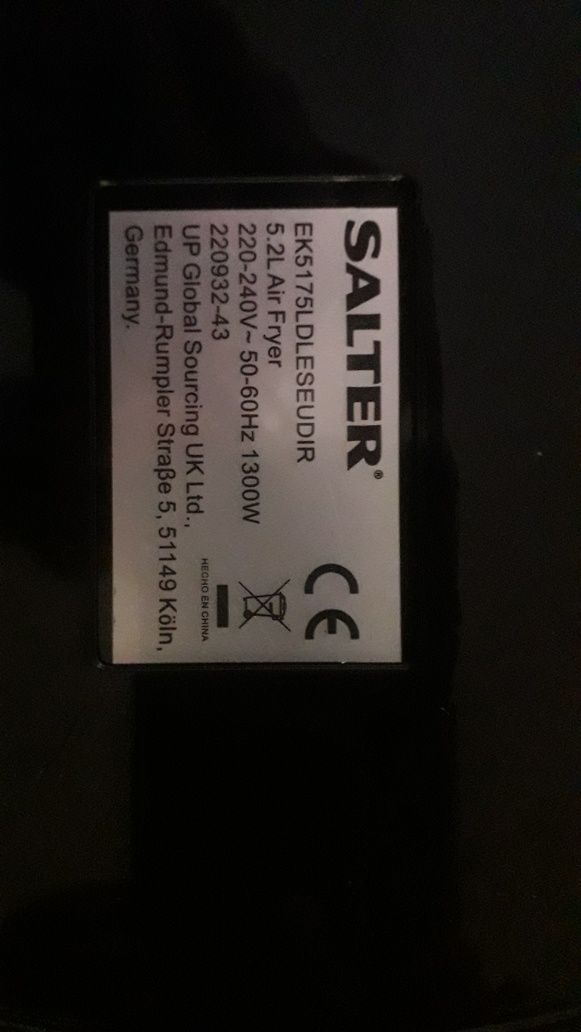 SALTER®
EK5175LDLESEUDIR
5.2L Air Fryer
220-240V~ 50-60Hz 1300W
220932-43
UP Global Sourcing UK Ltd.,
Edmund-Rumpler Straβe 5, 51149 Köln,
Germany.
CE
HECHO EN CHINA